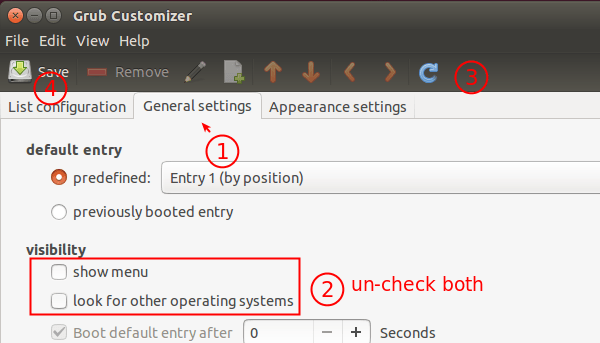 Grub Customizer
File Edit View Help
Save Remove
4 3
List configuration General settings Appearance settings
1
default entry
predefined: Entry 1 (by position)
previously booted entry
visibility
show menu
look for other operating systems
2 un-check both
Boot default entry after 0 Seconds